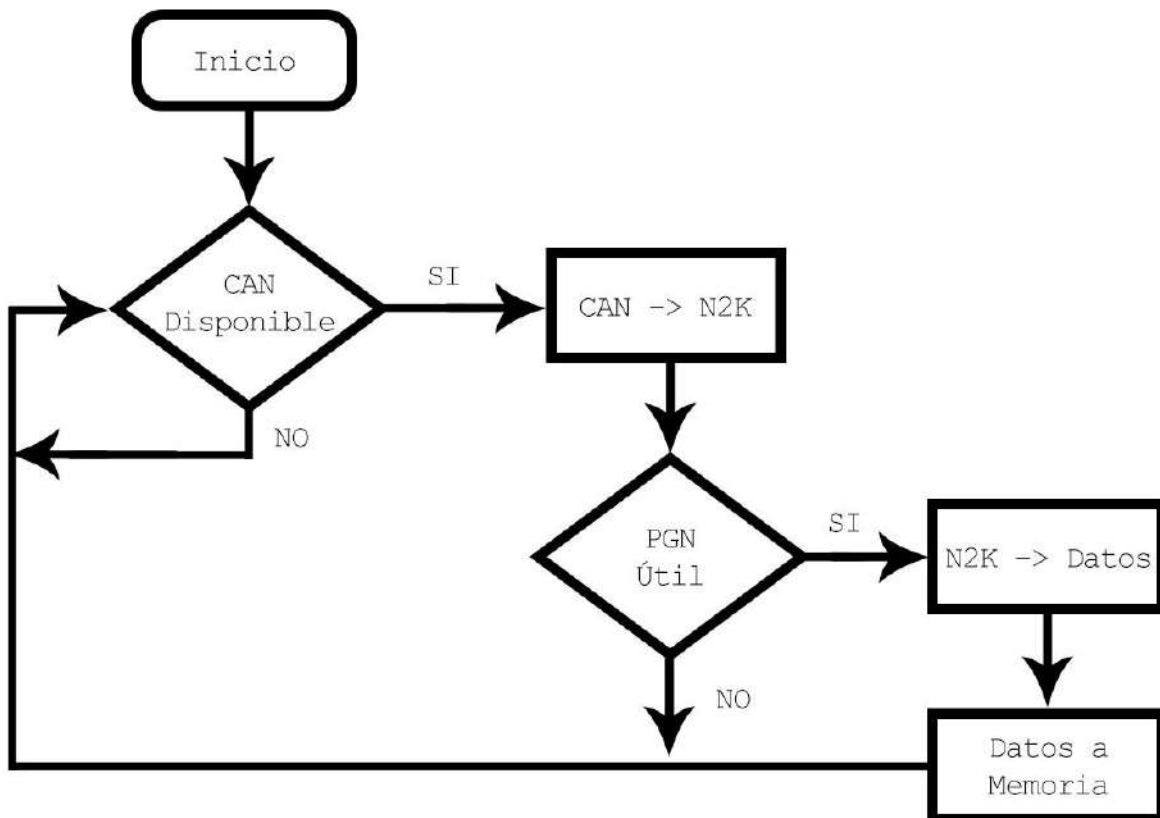 Inicio
CAN
Disponible
SI
CAN -> N2K
NO
PGN
Útil
SI
N2K -> Datos
NO
Datos a
Memoria